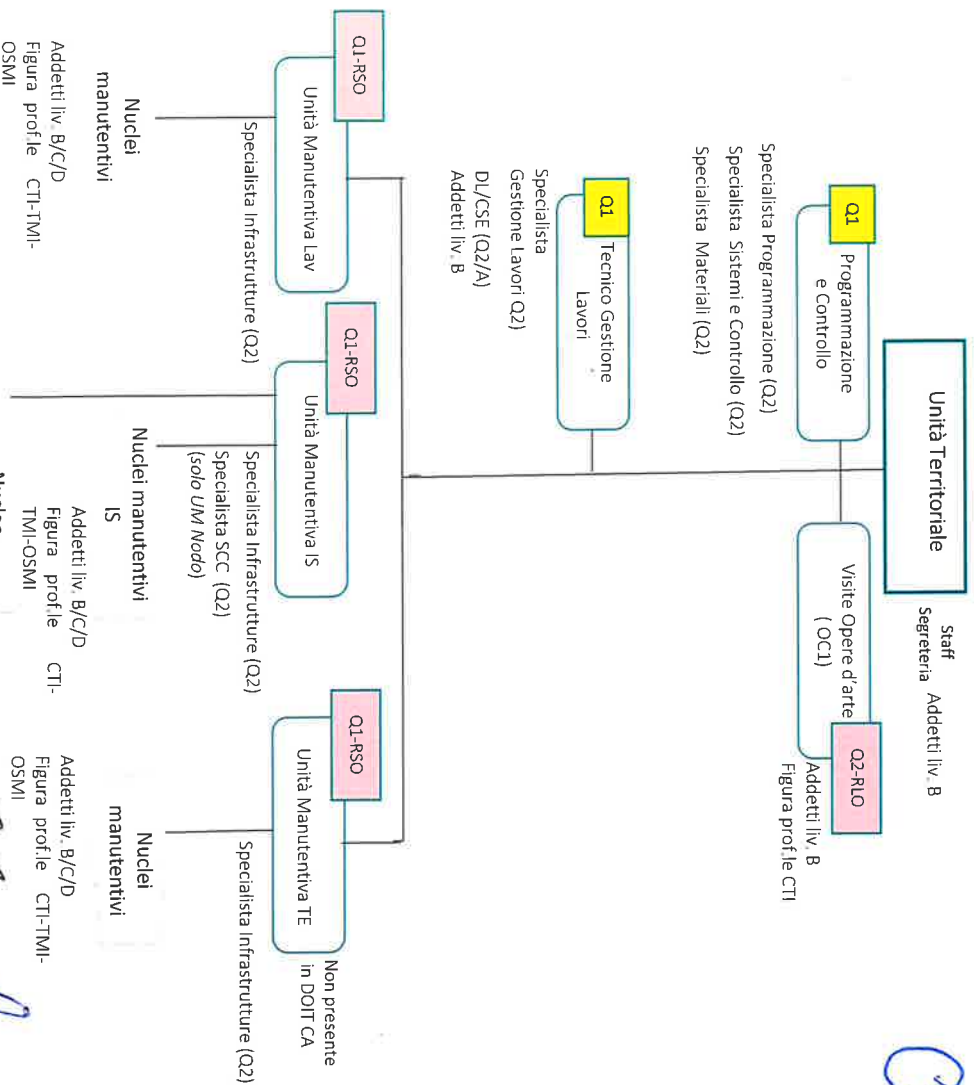 Unità Territoriale
Staff
Segreteria Addetti liv. B
Q1
Programmazione
e Controllo
Specialista Programmazione (Q2)
Specialista Sistemi e Controllo (Q2)
Specialista Materiali (Q2)
Visite Opere d'arte
( OC1)
Q2-RLO
Addetti liv. B
Figura prof.le CTI
Q1
Tecnico Gestione
Lavori
Specialista
Gestione Lavori Q2)
DL/CSE (Q2/A)
Addetti liv. B
Q1-RSO
Unità Manutentiva Lav
Specialista Infrastrutture (Q2)
Nuclei
manutentivi
Addetti liv. B/C/D
Figura prof.le CTI-TMI-
OSMI
Q1-RSO
Unità Manutentiva IS
Specialista Infrastrutture (Q2)
Specialista SCC (Q2)
(solo UM Nodo)
Nuclei manutentivi
IS
Addetti liv. B/C/D
Figura prof.le CTI-
TMI-OSMI
Q1-RSO
Unità Manutentiva TE
Non presente
in DOIT CA
Specialista Infrastrutture (Q2)
Nuclei
manutentivi
Addetti liv. B/C/D
Figura prof.le CTI-TMI-
OSMI